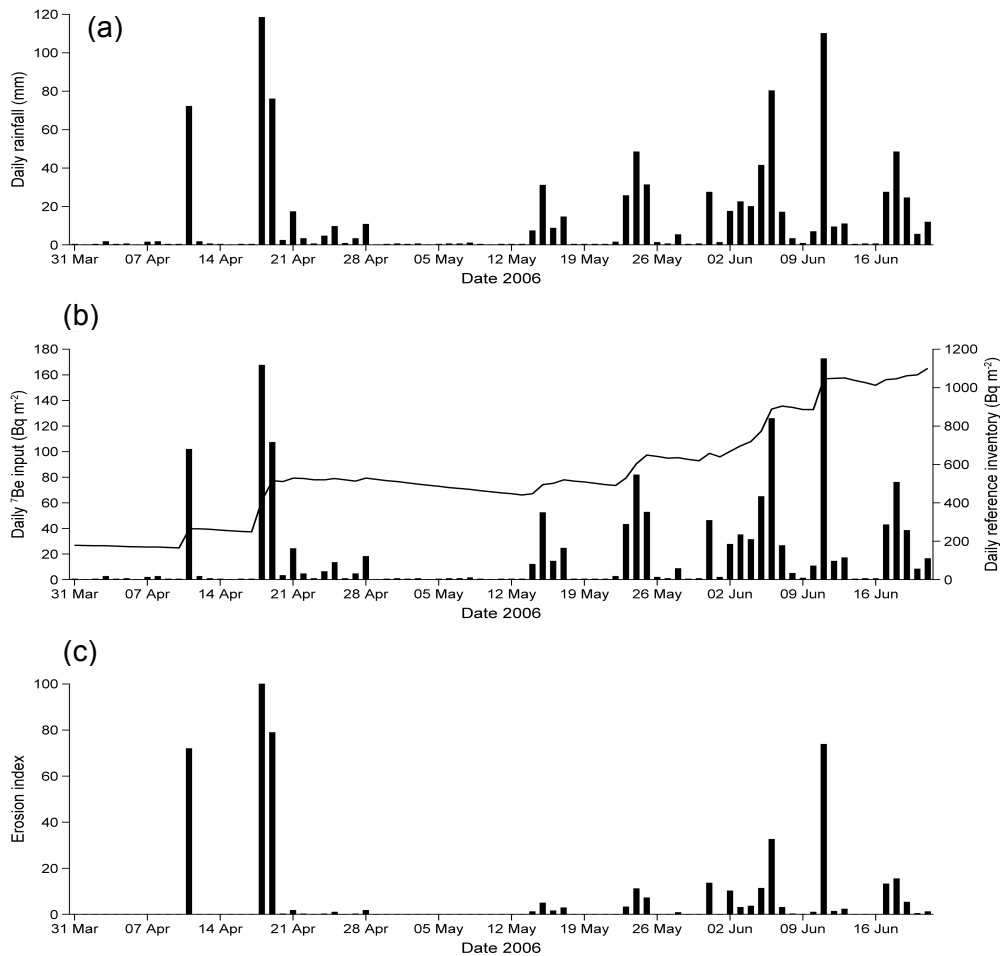 (a)
Daily rainfall (mm)
120
100
80
60
40
20
0
31 Mar 07 Apr 14 Apr 21 Apr 28 Apr 05 May 12 May 19 May 26 May 02 Jun 09 Jun 16 Jun
Date 2006
(b)
Daily ⁷Be input (Bq m⁻²)
180
160
140
120
100
80
60
40
20
0
1200
1000
800
600
400
200
0
Daily reference inventory (Bq m⁻²)
31 Mar 07 Apr 14 Apr 21 Apr 28 Apr 05 May 12 May 19 May 26 May 02 Jun 09 Jun 16 Jun
Date 2006
(c)
Erosion index
100
80
60
40
20
0
31 Mar 07 Apr 14 Apr 21 Apr 28 Apr 05 May 12 May 19 May 26 May 02 Jun 09 Jun 16 Jun
Date 2006